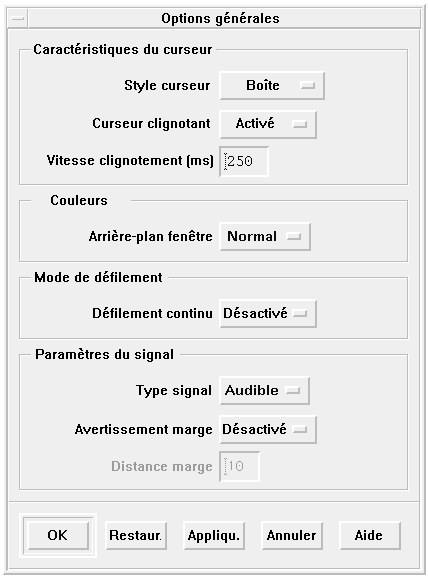 Options générales
Caractéristiques du curseur
Style curseur Boîte
Curseur clignotant Activé
Vitesse clignotement (ms) 250
Couleurs
Arrière-plan fenêtre Normal
Mode de défilement
Défilement continu Désactivé
Paramètres du signal
Type signal Audible
Avertissement marge Désactivé
Distance marge 10
OK Restaur. Appliqu. Annuler Aide